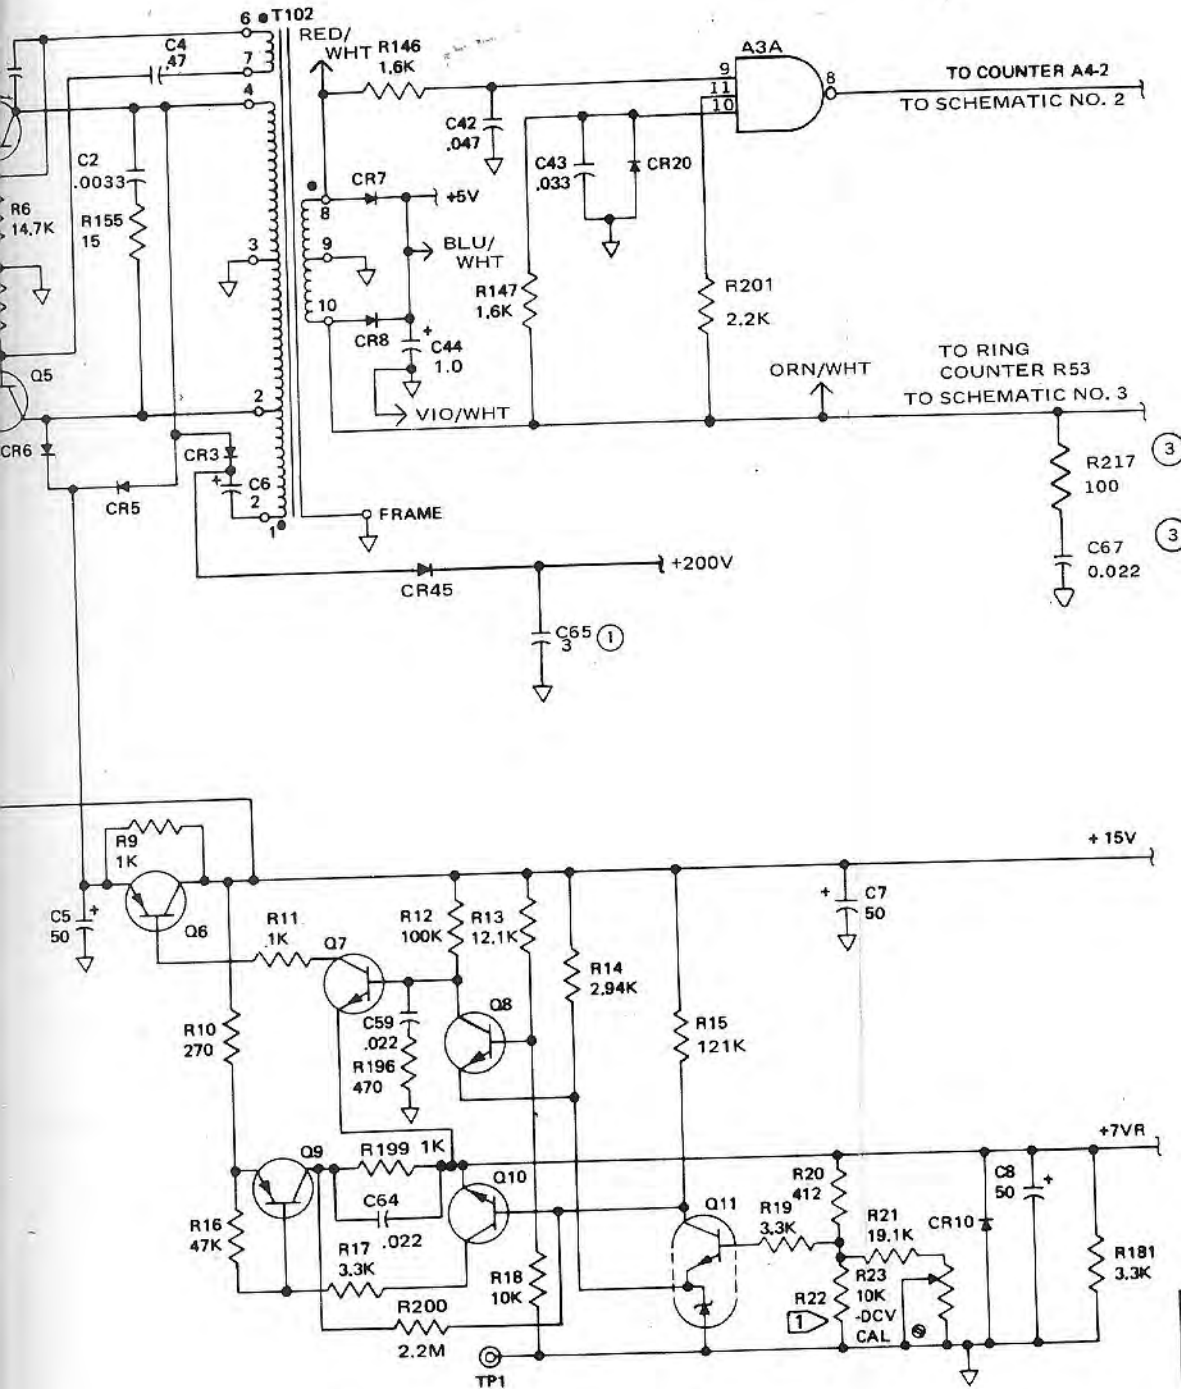 6 T102
RED/
WHT
C4
.47
7
4
R146
1.6K
A3A
9
11
10
8
TO COUNTER A4-2
TO SCHEMATIC NO. 2
C42
.047
C43
.033
CR20
C2
.0033
R6
14.7K
R155
15
CR7
+5V
8
3
9
BLU/
WHT
10
R147
1.6K
R201
2.2K
CR8
+
C44
1.0
TO RING
COUNTER R53
TO SCHEMATIC NO. 3
ORN/WHT
Q5
2
VIO/WHT
CR6
CR3
+
C6
2
CR5
1
FRAME
R217
100
3
C67
0.022
3
CR45
+200V
C65
3
1
+ 15V
R9
1K
C5
50
+
Q6
R11
1K
Q7
R12
100K
R13
12.1K
+
C7
50
R14
2.94K
Q8
R10
270
C59
.022
R196
470
R15
121K
+7VR
Q9
R199 1K
Q10
C64
.022
R16
47K
R17
3.3K
R18
10K
R200
2.2M
Q11
R19
3.3K
R20
412
R21
19.1K
C8
50
+
CR10
R181
3.3K
R22
1
R23
10K
-DCV
CAL
TP1